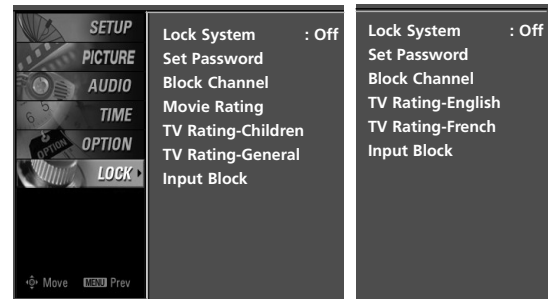 SETUP
PICTURE
AUDIO
TIME
OPTION
LOCK
Move MENU Prev
Lock System : Off
Set Password
Block Channel
Movie Rating
TV Rating-Children
TV Rating-General
Input Block
Lock System : Off
Set Password
Block Channel
TV Rating-English
TV Rating-French
Input Block